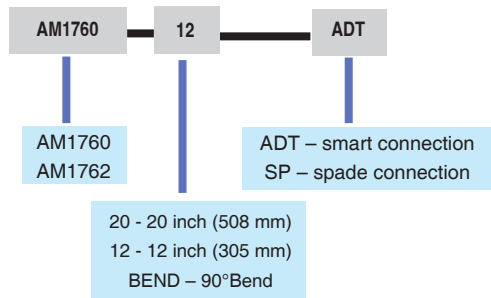 AM1760 12 ADT
AM1760
AM1762
ADT – smart connection
SP – spade connection
20 - 20 inch (508 mm)
12 - 12 inch (305 mm)
BEND – 90°Bend